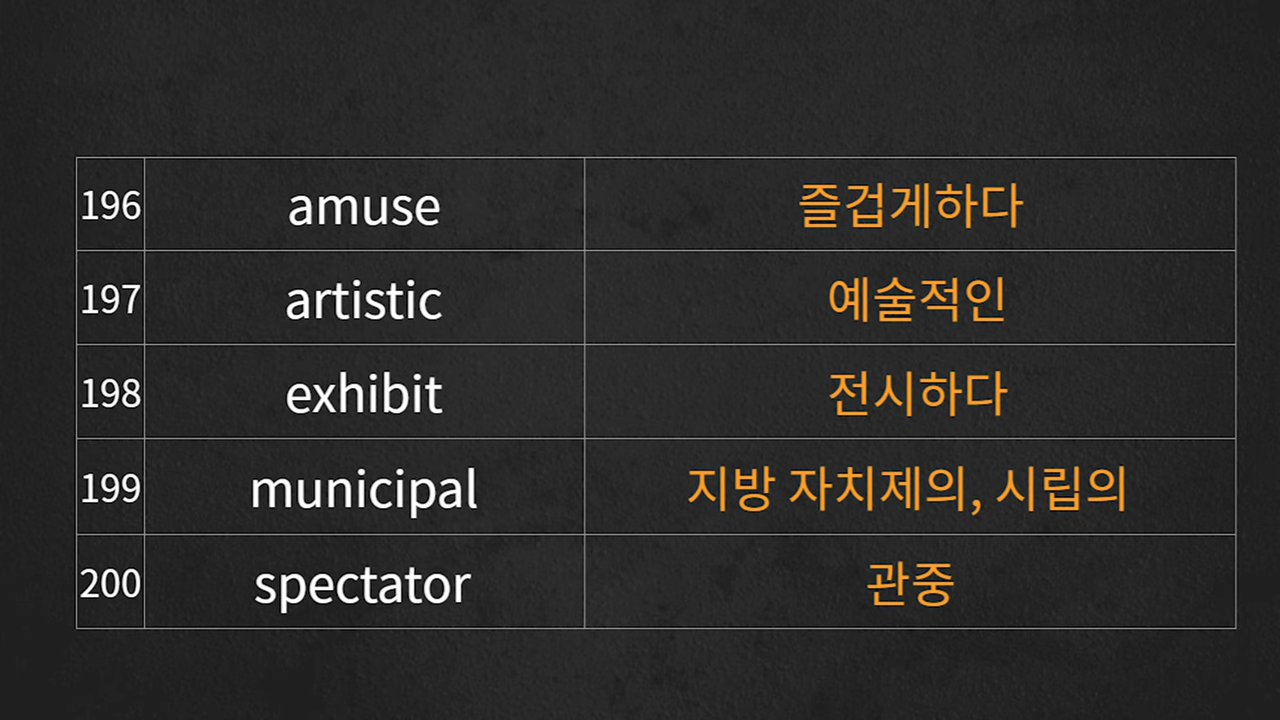 196 amuse 즐겁게하다
197 artistic 예술적인
198 exhibit 전시하다
199 municipal 지방 자치제의, 시립의
200 spectator 관중